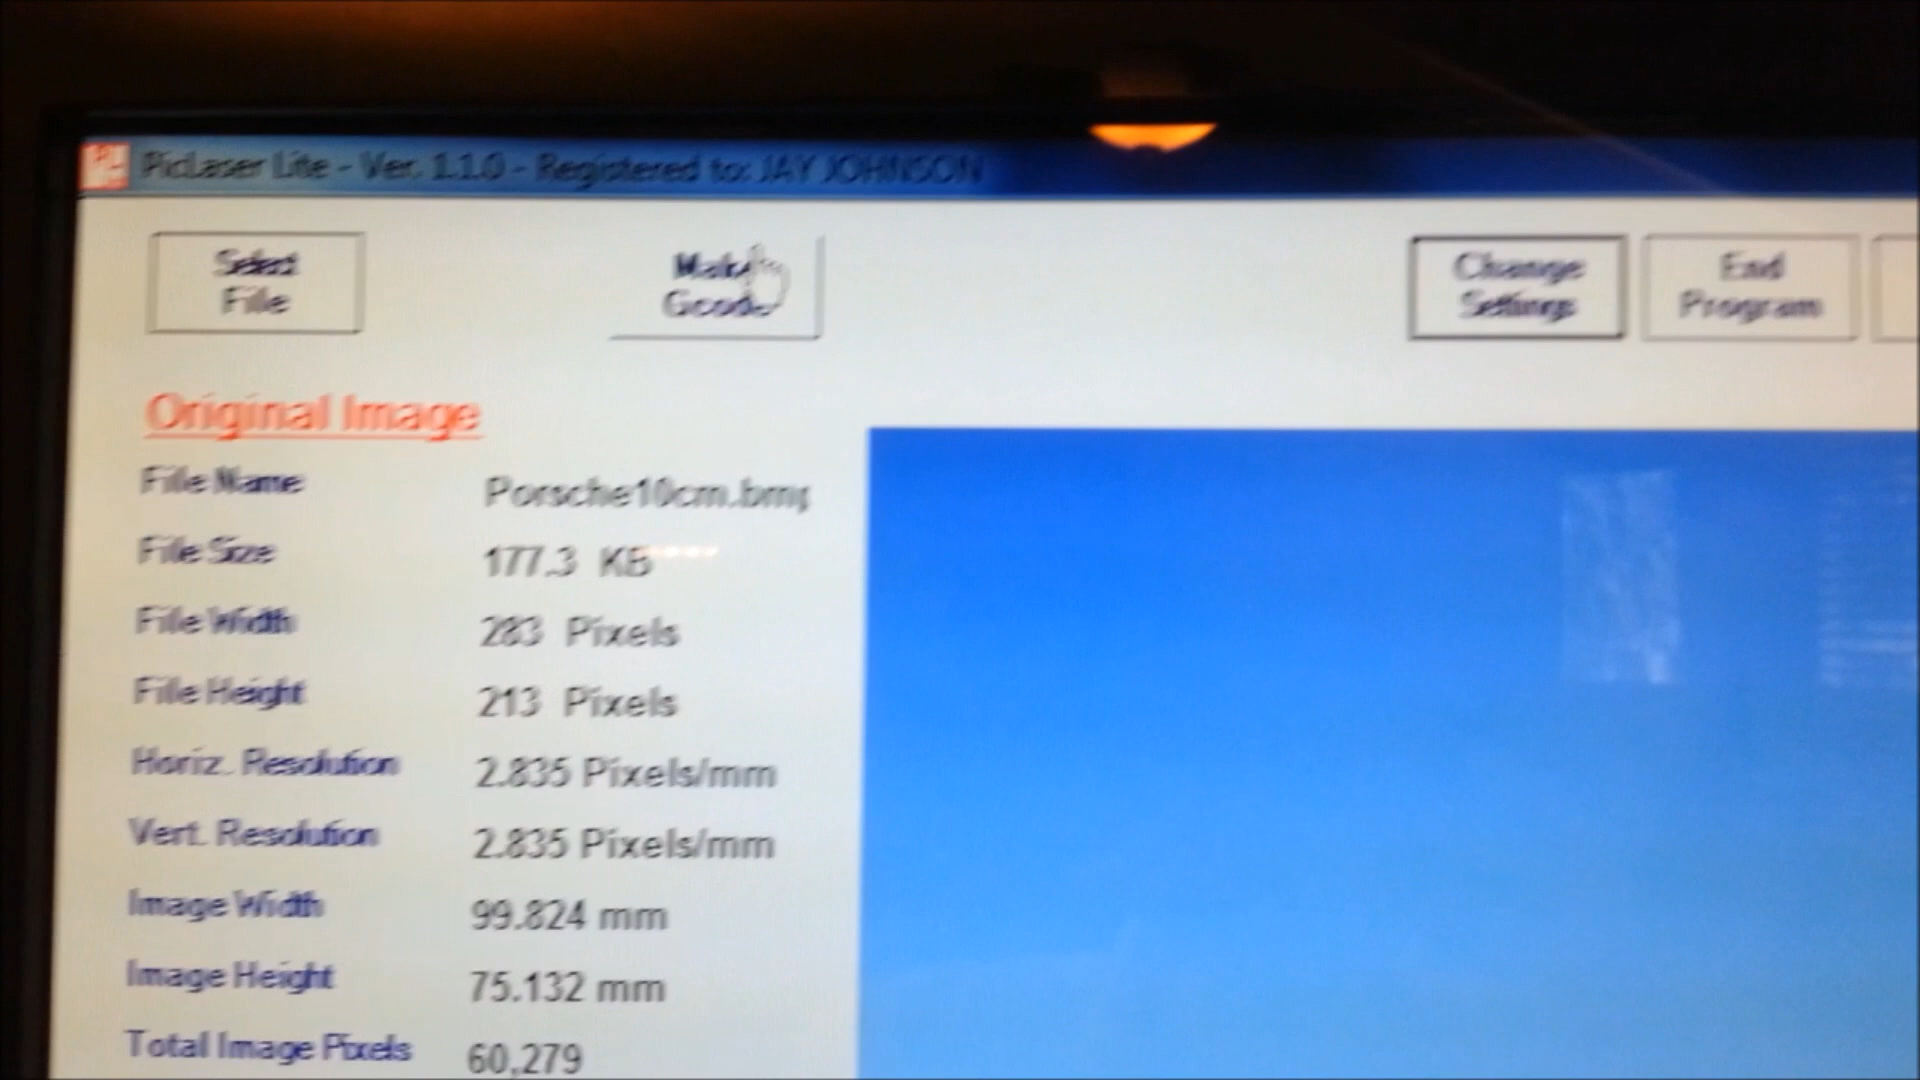 PicLaser Lite - Ver. 1.1.0 - Registered to: JAY JOHNSON
Select
File
Make
Gcode
Change
Settings
End
Program
Original Image
File Name Porsche10cm.bmp
File Size 177.3 KB
File Width 283 Pixels
File Height 213 Pixels
Horiz. Resolution 2.835 Pixels/mm
Vert. Resolution 2.835 Pixels/mm
Image Width 99.824 mm
Image Height 75.132 mm
Total Image Pixels 60,279